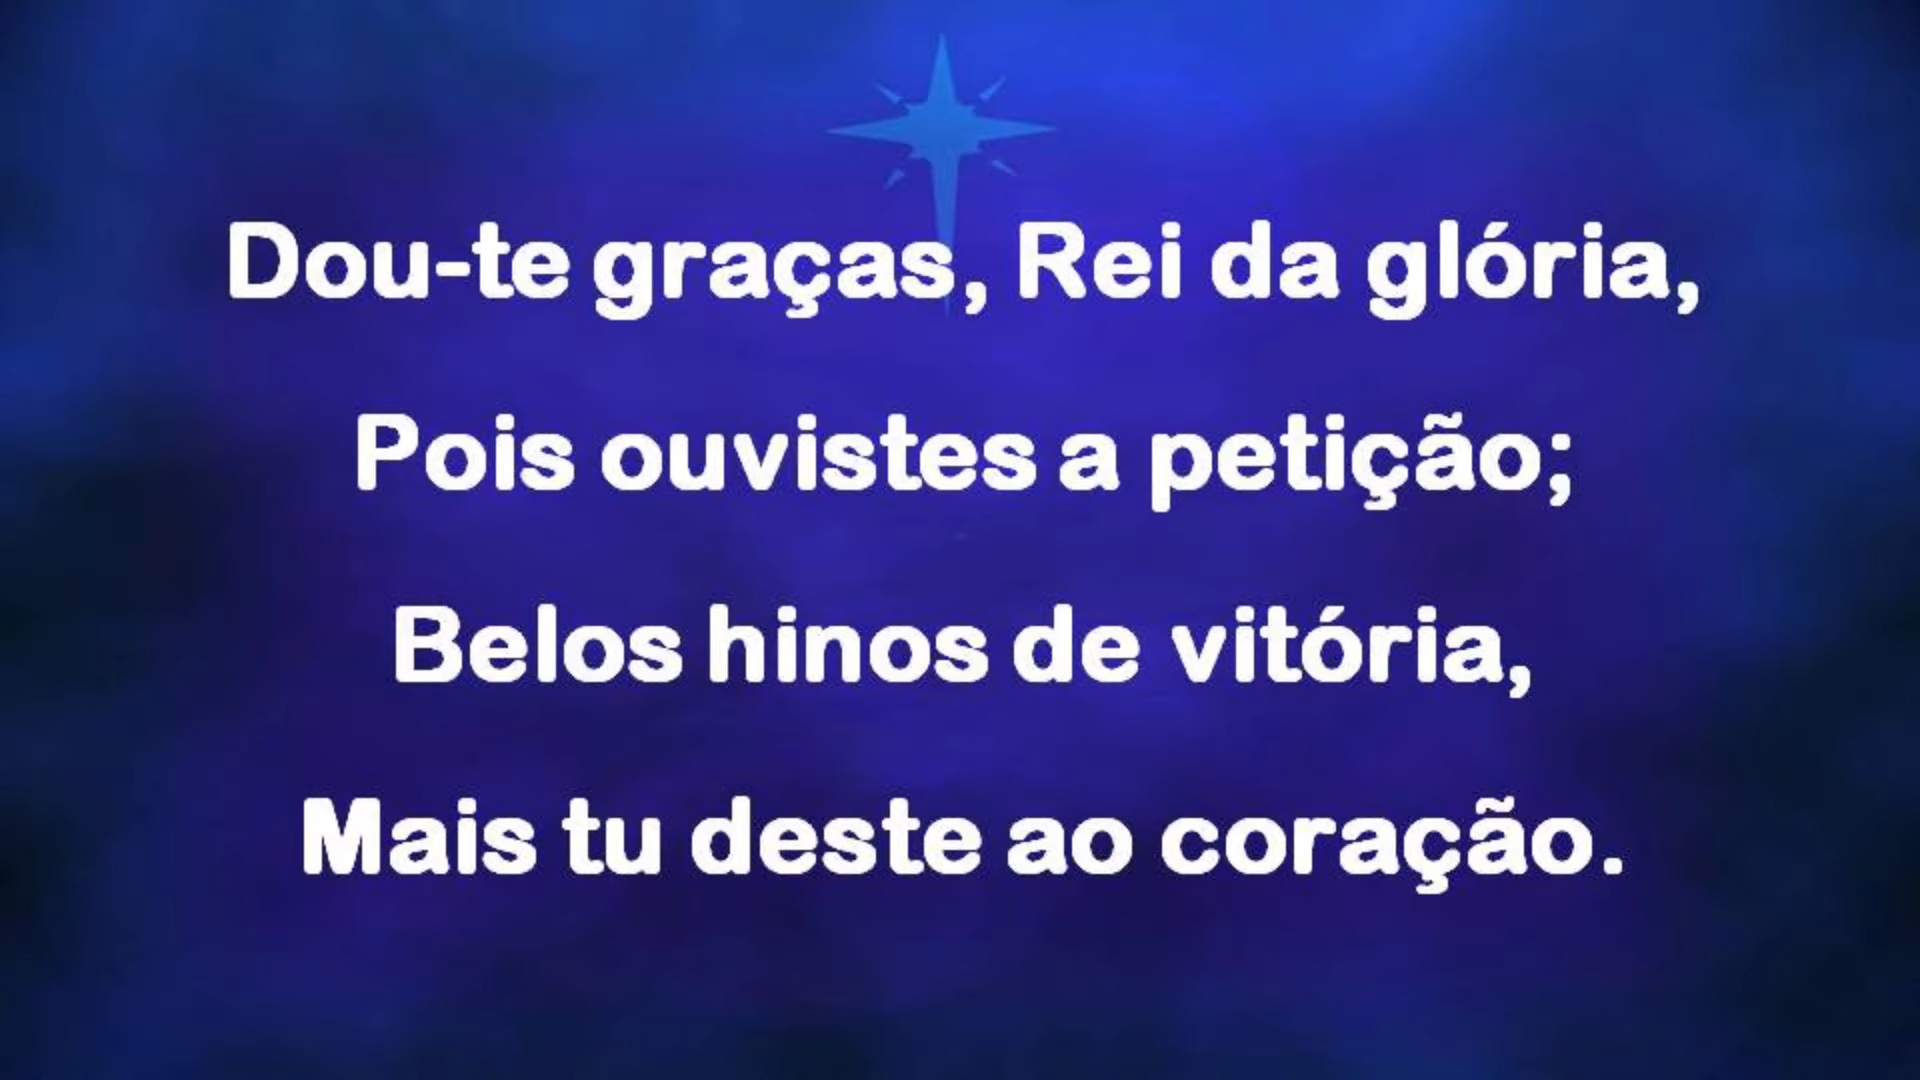 Dou-te graças, Rei da glória,
Pois ouvistes a petição;
Belos hinos de vitória,
Mais tu deste ao coração.